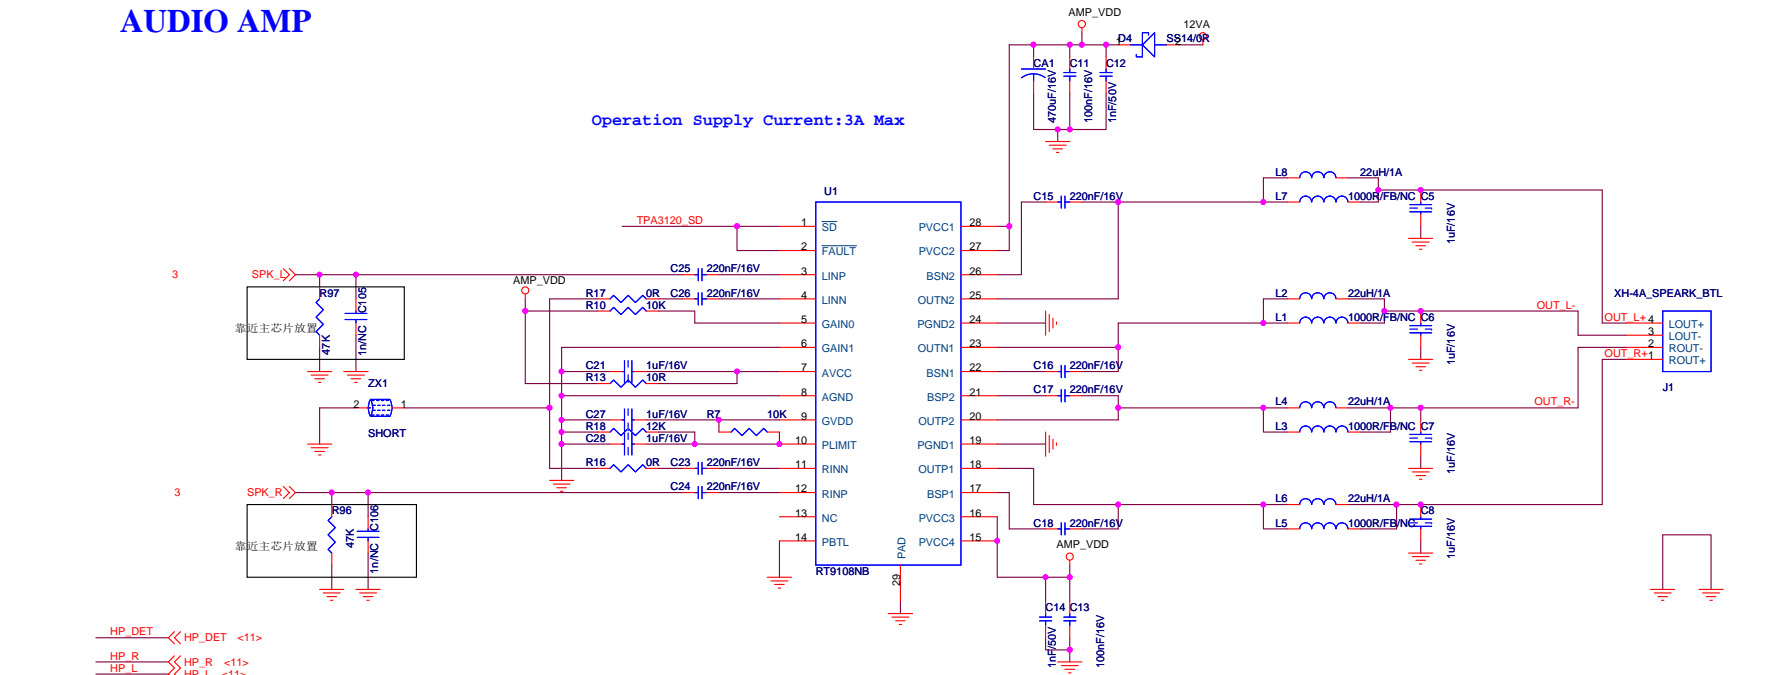 AUDIO AMP
AMP_VDD
12VA
D4
2
SS14/0R
CA1
470uF/16V
C11
100nF/16V
C12
1nF/50V
Operation Supply Current:3A Max
U1
TPA3120_SD
1 SD
2 FAULT
3 LINP
4 LINN
5 GAIN0
6 GAIN1
7 AVCC
8 AGND
9 GVDD
10 PLIMIT
11 RINN
12 RINP
13 NC
14 PBTL
PVCC1 28
PVCC2 27
BSN2 26
OUTN2 25
PGND2 24
OUTN1 23
BSN1 22
BSP2 21
OUTP2 20
PGND1 19
OUTP1 18
BSP1 17
PVCC3 16
PVCC4 15
PAD
29
RT9108NB
3 SPK_L
C25 220nF/16V
R97
47K
C105
1n/NC
靠近主芯片放置
AMP_VDD
R17 0R C26 220nF/16V
R10 10K
C21 1uF/16V
R13 10R
ZX1
2 1
SHORT
C27 1uF/16V
R7 10K
R18 12K
C28 1uF/16V
R16 0R C23 220nF/16V
3 SPK_R
C24 220nF/16V
R96
47K
C106
1n/NC
靠近主芯片放置
C15 220nF/16V
L8 22uH/1A
L7 1000R/FB/NC C5
1uF/16V
L2 22uH/1A
L1 1000R/FB/NC C6
1uF/16V
C16 220nF/16V
C17 220nF/16V
L4 22uH/1A
L3 1000R/FB/NC C7
1uF/16V
C18 220nF/16V
L6 22uH/1A
L5 1000R/FB/NC C8
1uF/16V
AMP_VDD
C14 C13
1nF/50V
100nF/16V
XH-4A_SPEARK_BTL
OUT_L-
OUT_L+ 4 LOUT+
3 LOUT-
2 ROUT-
OUT_R+ 1 ROUT+
OUT_R-
J1
HP_DET HP_DET <11>
HP_R HP_R <11>
HP_L HP_L <11>